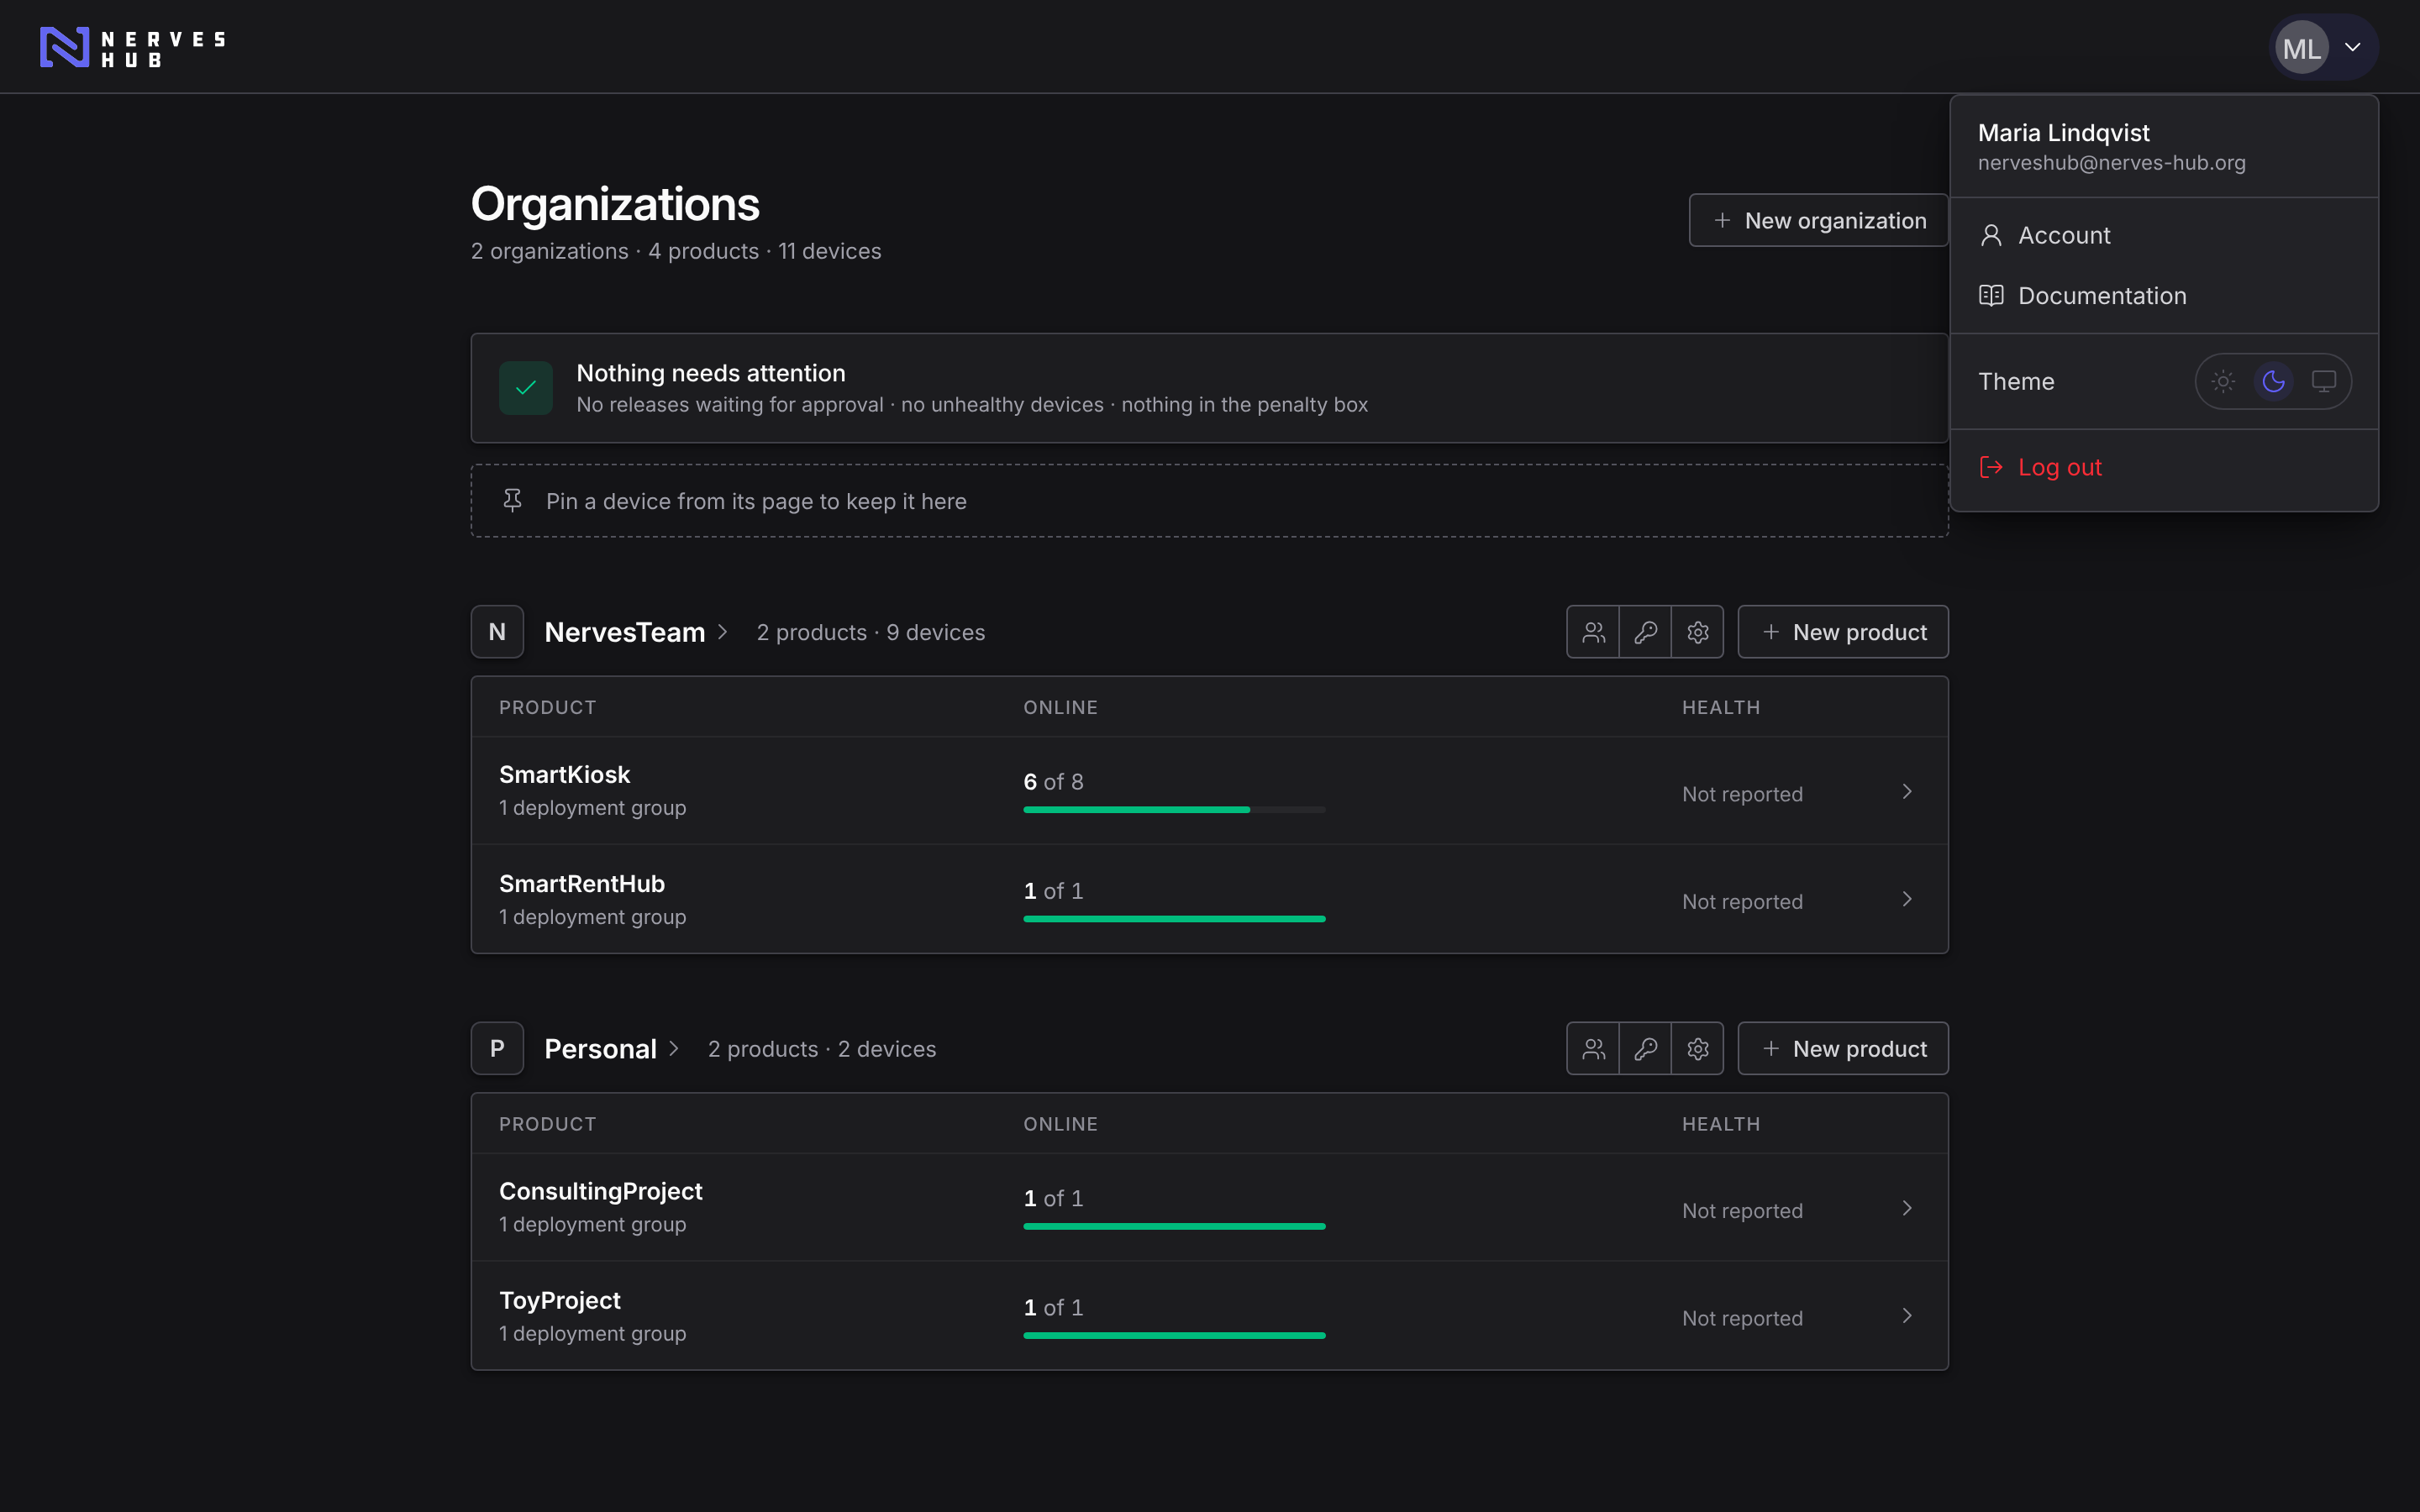 NERVES
HUB
ML
Maria Lindqvist
nerveshub@nerves-hub.org
Account
Documentation
Theme
Log out
Organizations
2 organizations · 4 products · 11 devices
New organization
Nothing needs attention
No releases waiting for approval · no unhealthy devices · nothing in the penalty box
Pin a device from its page to keep it here
N NervesTeam 2 products · 9 devices New product
PRODUCT ONLINE HEALTH
SmartKiosk
1 deployment group
6 of 8
Not reported
SmartRentHub
1 deployment group
1 of 1
Not reported
P Personal 2 products · 2 devices New product
PRODUCT ONLINE HEALTH
ConsultingProject
1 deployment group
1 of 1
Not reported
ToyProject
1 deployment group
1 of 1
Not reported